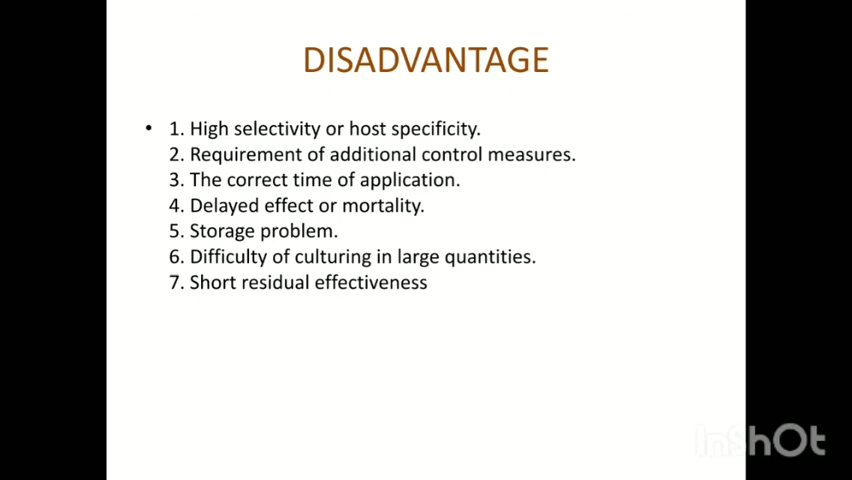 DISADVANTAGE
• 1. High selectivity or host specificity.
2. Requirement of additional control measures.
3. The correct time of application.
4. Delayed effect or mortality.
5. Storage problem.
6. Difficulty of culturing in large quantities.
7. Short residual effectiveness
InShOt